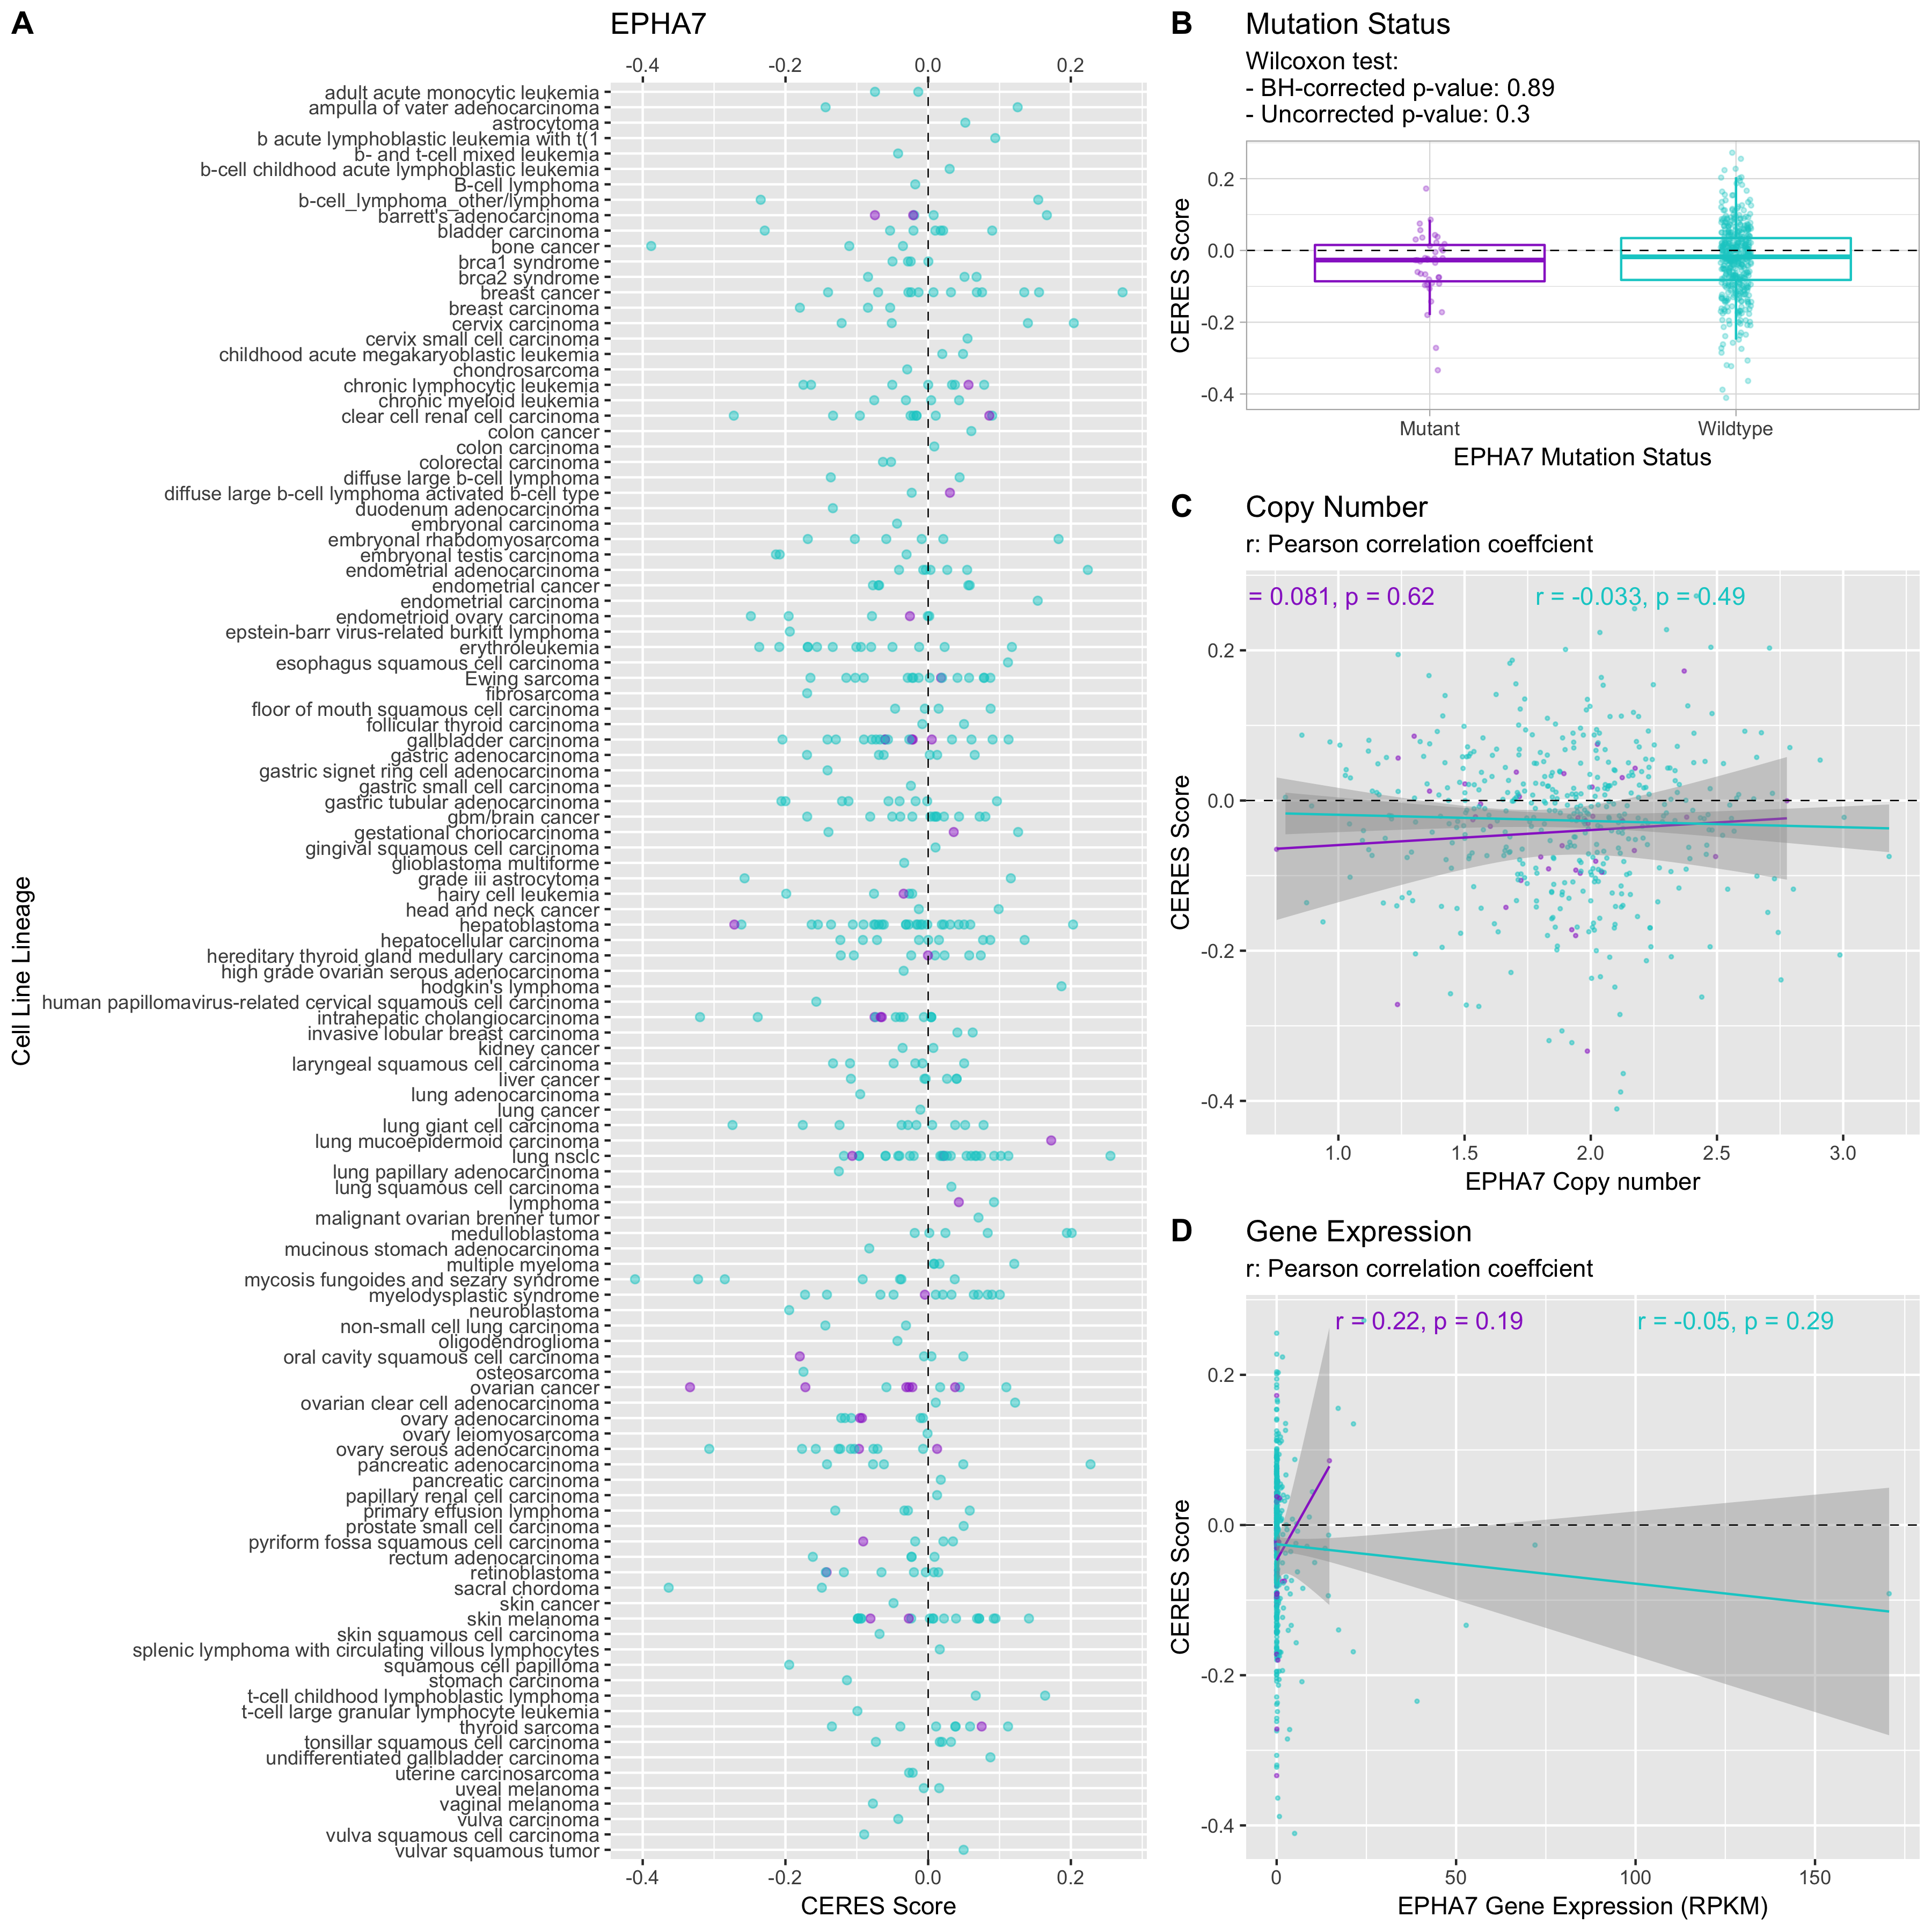 A
EPHA7
-0.4 -0.2 0.0 0.2
Cell Line Lineage
adult acute monocytic leukemia
ampulla of vater adenocarcinoma
astrocytoma
b acute lymphoblastic leukemia with t(1
b- and t-cell mixed leukemia
b-cell childhood acute lymphoblastic leukemia
B-cell lymphoma
b-cell_lymphoma_other/lymphoma
barrett's adenocarcinoma
bladder carcinoma
bone cancer
brca1 syndrome
brca2 syndrome
breast cancer
breast carcinoma
cervix carcinoma
cervix small cell carcinoma
childhood acute megakaryoblastic leukemia
chondrosarcoma
chronic lymphocytic leukemia
chronic myeloid leukemia
clear cell renal cell carcinoma
colon cancer
colon carcinoma
colorectal carcinoma
diffuse large b-cell lymphoma
diffuse large b-cell lymphoma activated b-cell type
duodenum adenocarcinoma
embryonal carcinoma
embryonal rhabdomyosarcoma
embryonal testis carcinoma
endometrial adenocarcinoma
endometrial cancer
endometrial carcinoma
endometrioid ovary carcinoma
epstein-barr virus-related burkitt lymphoma
erythroleukemia
esophagus squamous cell carcinoma
Ewing sarcoma
fibrosarcoma
floor of mouth squamous cell carcinoma
follicular thyroid carcinoma
gallbladder carcinoma
gastric adenocarcinoma
gastric signet ring cell adenocarcinoma
gastric small cell carcinoma
gastric tubular adenocarcinoma
gbm/brain cancer
gestational choriocarcinoma
gingival squamous cell carcinoma
glioblastoma multiforme
grade iii astrocytoma
hairy cell leukemia
head and neck cancer
hepatoblastoma
hepatocellular carcinoma
hereditary thyroid gland medullary carcinoma
high grade ovarian serous adenocarcinoma
hodgkin's lymphoma
human papillomavirus-related cervical squamous cell carcinoma
intrahepatic cholangiocarcinoma
invasive lobular breast carcinoma
kidney cancer
laryngeal squamous cell carcinoma
liver cancer
lung adenocarcinoma
lung cancer
lung giant cell carcinoma
lung mucoepidermoid carcinoma
lung nsclc
lung papillary adenocarcinoma
lung squamous cell carcinoma
lymphoma
malignant ovarian brenner tumor
medulloblastoma
mucinous stomach adenocarcinoma
multiple myeloma
mycosis fungoides and sezary syndrome
myelodysplastic syndrome
neuroblastoma
non-small cell lung carcinoma
oligodendroglioma
oral cavity squamous cell carcinoma
osteosarcoma
ovarian cancer
ovarian clear cell adenocarcinoma
ovary adenocarcinoma
ovary leiomyosarcoma
ovary serous adenocarcinoma
pancreatic adenocarcinoma
pancreatic carcinoma
papillary renal cell carcinoma
primary effusion lymphoma
prostate small cell carcinoma
pyriform fossa squamous cell carcinoma
rectum adenocarcinoma
retinoblastoma
sacral chordoma
skin cancer
skin melanoma
skin squamous cell carcinoma
splenic lymphoma with circulating villous lymphocytes
squamous cell papilloma
stomach carcinoma
t-cell childhood lymphoblastic lymphoma
t-cell large granular lymphocyte leukemia
thyroid sarcoma
tonsillar squamous cell carcinoma
undifferentiated gallbladder carcinoma
uterine carcinosarcoma
uveal melanoma
vaginal melanoma
vulva carcinoma
vulva squamous cell carcinoma
vulvar squamous tumor
-0.4 -0.2 0.0 0.2
CERES Score
B
Mutation Status
Wilcoxon test:
- BH-corrected p-value: 0.89
- Uncorrected p-value: 0.3
CERES Score
0.2
0.0
-0.2
-0.4
Mutant Wildtype
EPHA7 Mutation Status
C
Copy Number
r: Pearson correlation coeffcient
= 0.081, p = 0.62 r = -0.033, p = 0.49
CERES Score
0.2
0.0
-0.2
-0.4
1.0 1.5 2.0 2.5 3.0
EPHA7 Copy number
D
Gene Expression
r: Pearson correlation coeffcient
r = 0.22, p = 0.19 r = -0.05, p = 0.29
CERES Score
0.2
0.0
-0.2
-0.4
0 50 100 150
EPHA7 Gene Expression (RPKM)